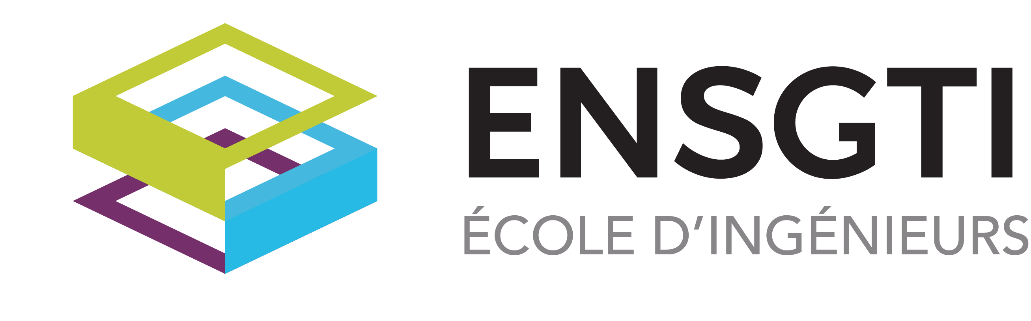 ENSGTI
ÉCOLE D'INGÉNIEURS